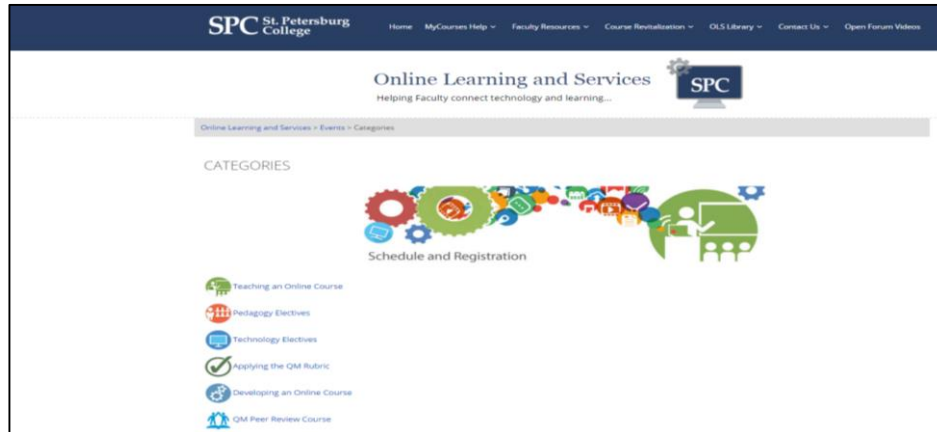 SPC St. Petersburg College
Home MyCourses Help Faculty Resources Course Revitalization OLS Library Contact Us Open Forum Videos
Online Learning and Services
Helping Faculty connect technology and learning...
SPC
Online Learning and Services > Events > Categories
CATEGORIES
Schedule and Registration
Teaching an Online Course
Pedagogy Electives
Technology Electives
Applying the QM Rubric
Developing an Online Course
QM Peer Review Course